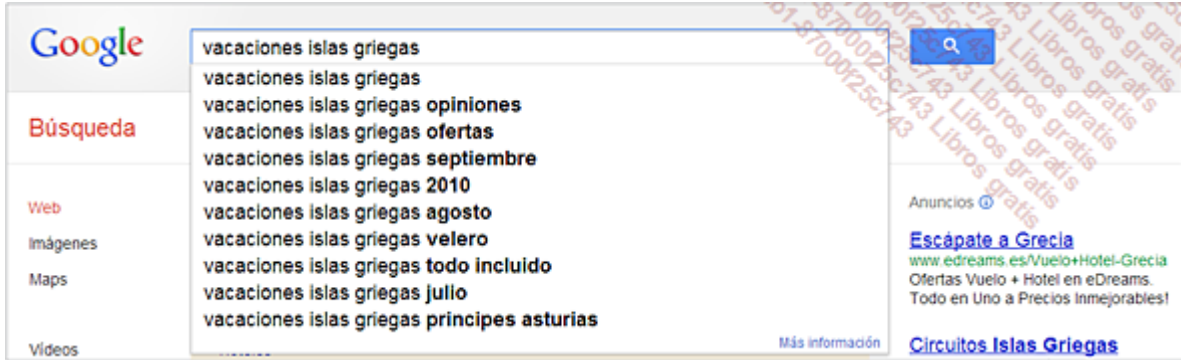 Google
vacaciones islas griegas
vacaciones islas griegas
vacaciones islas griegas opiniones
vacaciones islas griegas ofertas
vacaciones islas griegas septiembre
vacaciones islas griegas 2010
vacaciones islas griegas agosto
vacaciones islas griegas velero
vacaciones islas griegas todo incluido
vacaciones islas griegas julio
vacaciones islas griegas principes asturias
Más información
Búsqueda
Web
Imágenes
Maps
Vídeos
Anuncios
Escápate a Grecia
www.edreams.es/Vuelo+Hotel-Grecia
Ofertas Vuelo + Hotel en eDreams.
Todo en Uno a Precios Inmejorables!
Circuitos Islas Griegas
Libros gratis